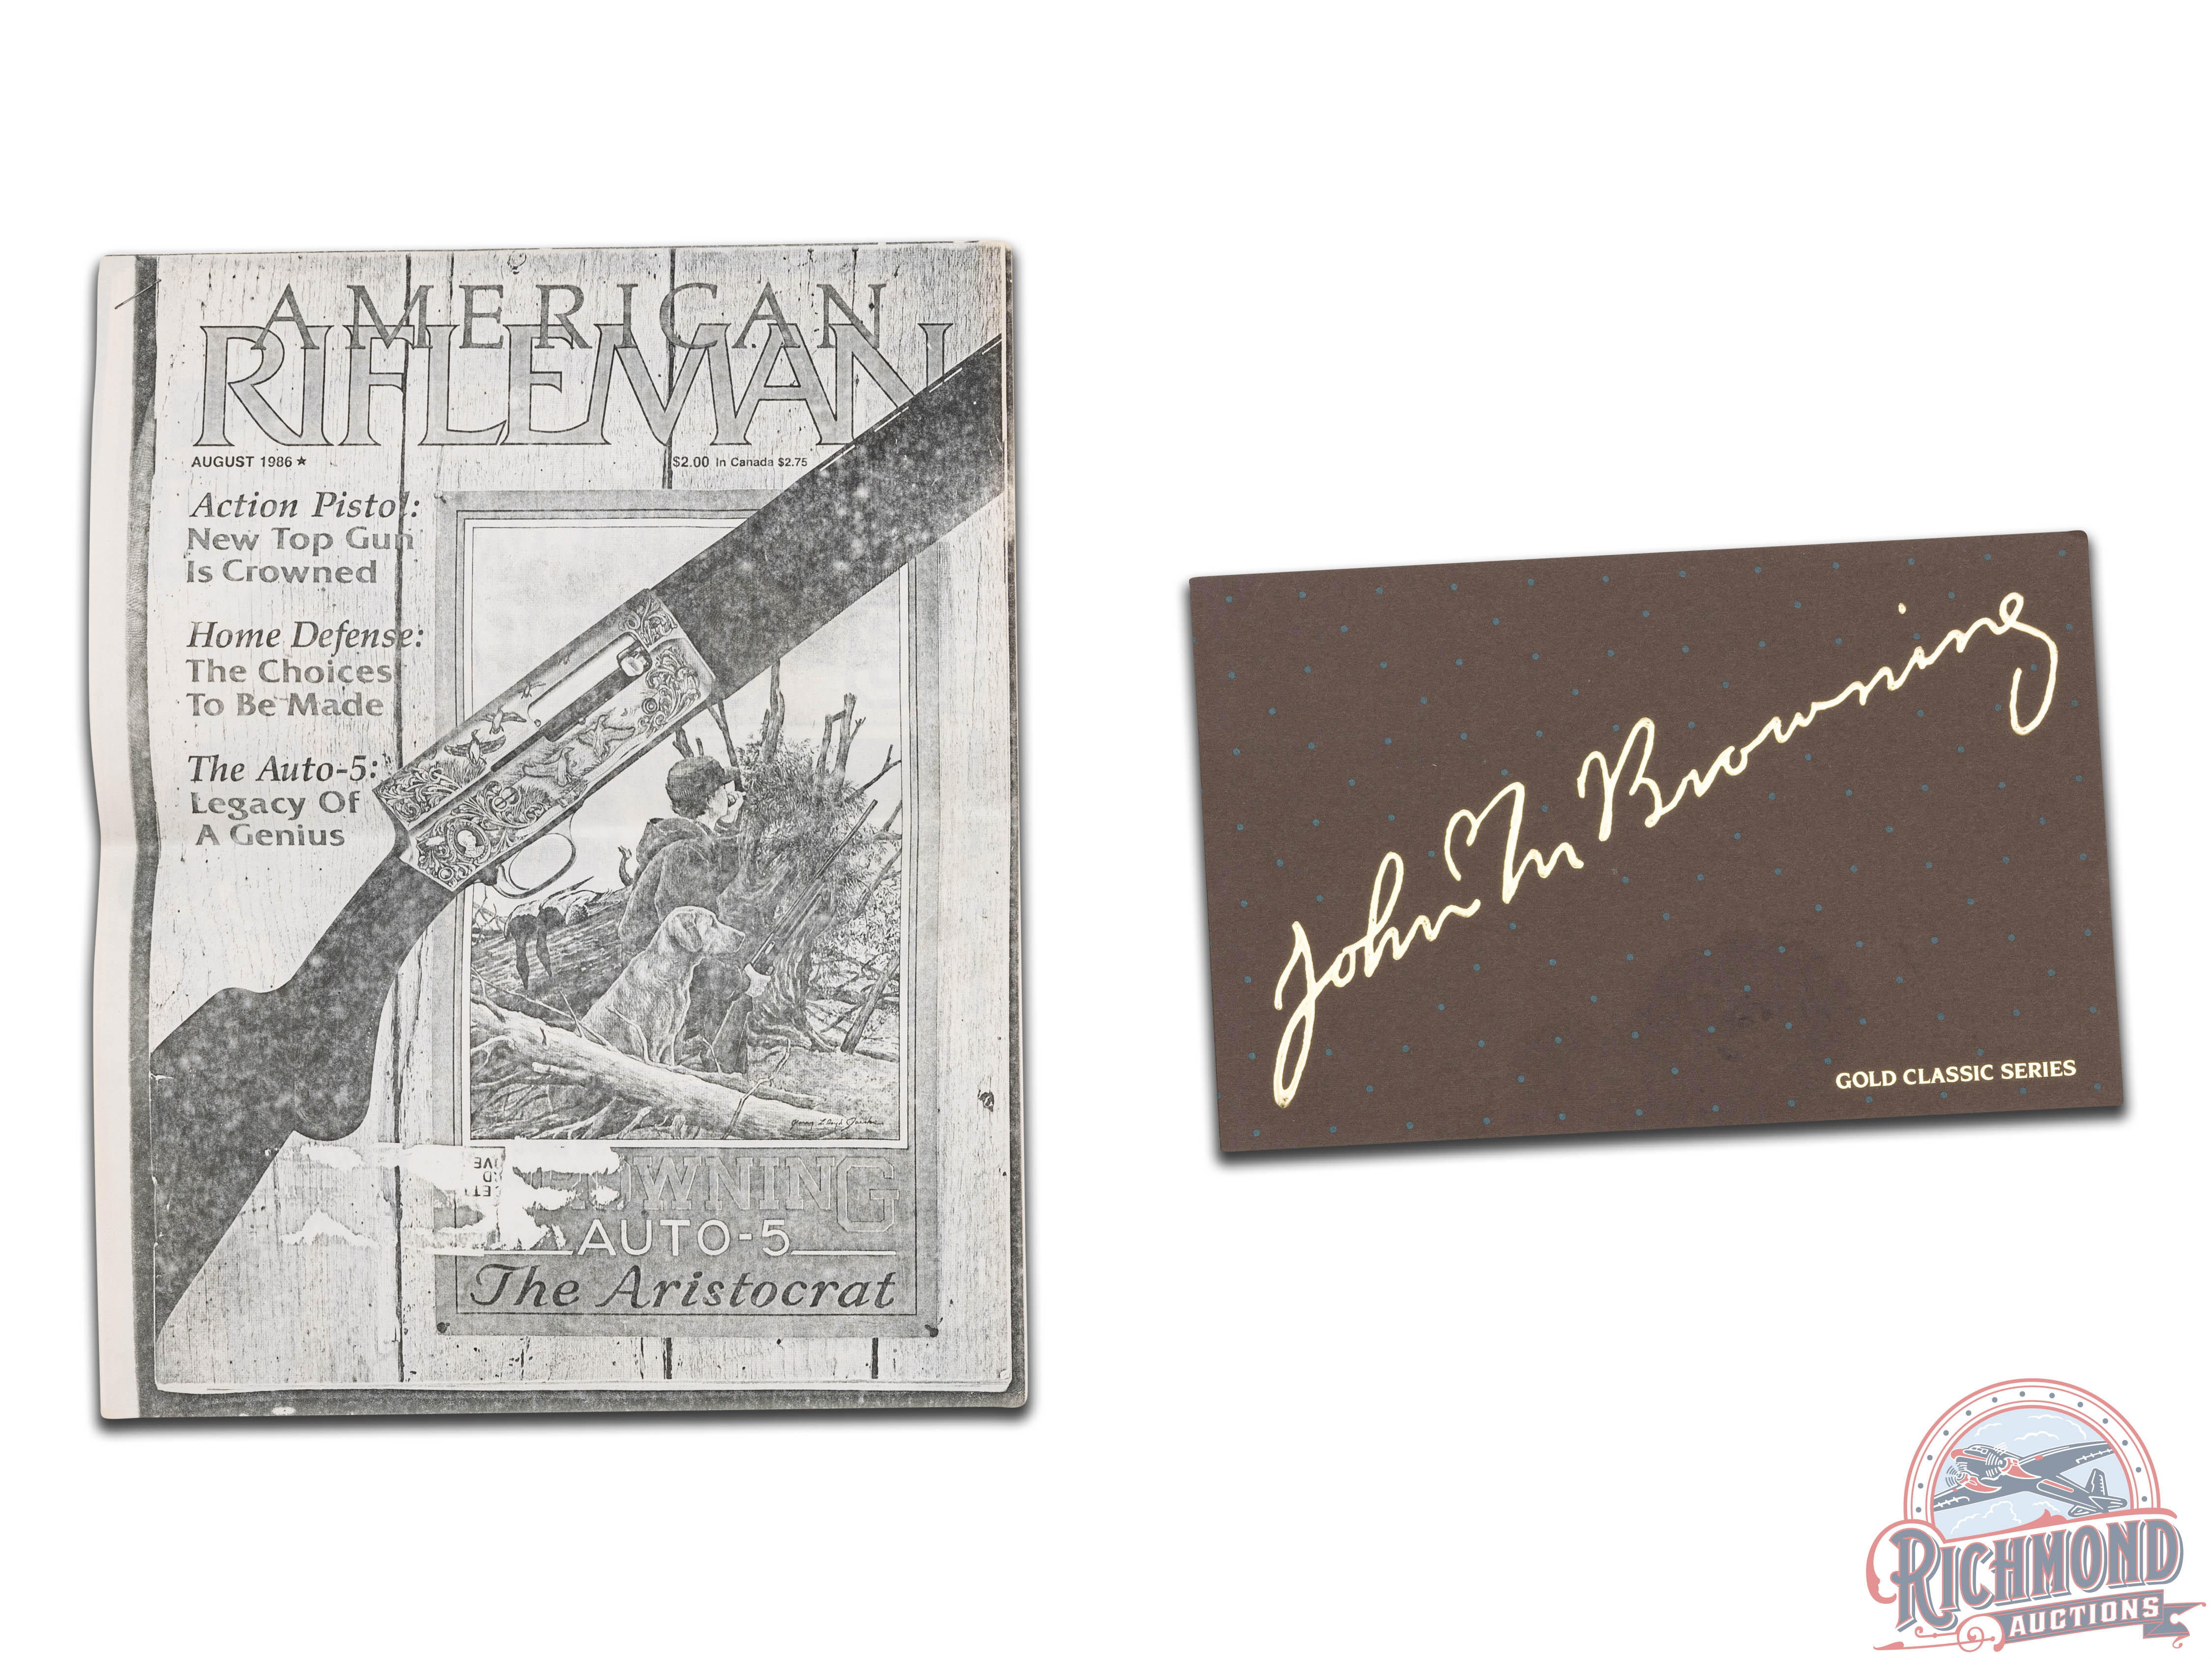 AMERICAN
RIFLEMAN
AUGUST 1986 ★
$2.00 In Canada $2.75
Action Pistol:
New Top Gun
Is Crowned
Home Defense:
The Choices
To Be Made
The Auto-5:
Legacy Of
A Genius
AUTO-5
The Aristocrat
John M Browning
GOLD CLASSIC SERIES
RICHMOND
AUCTIONS